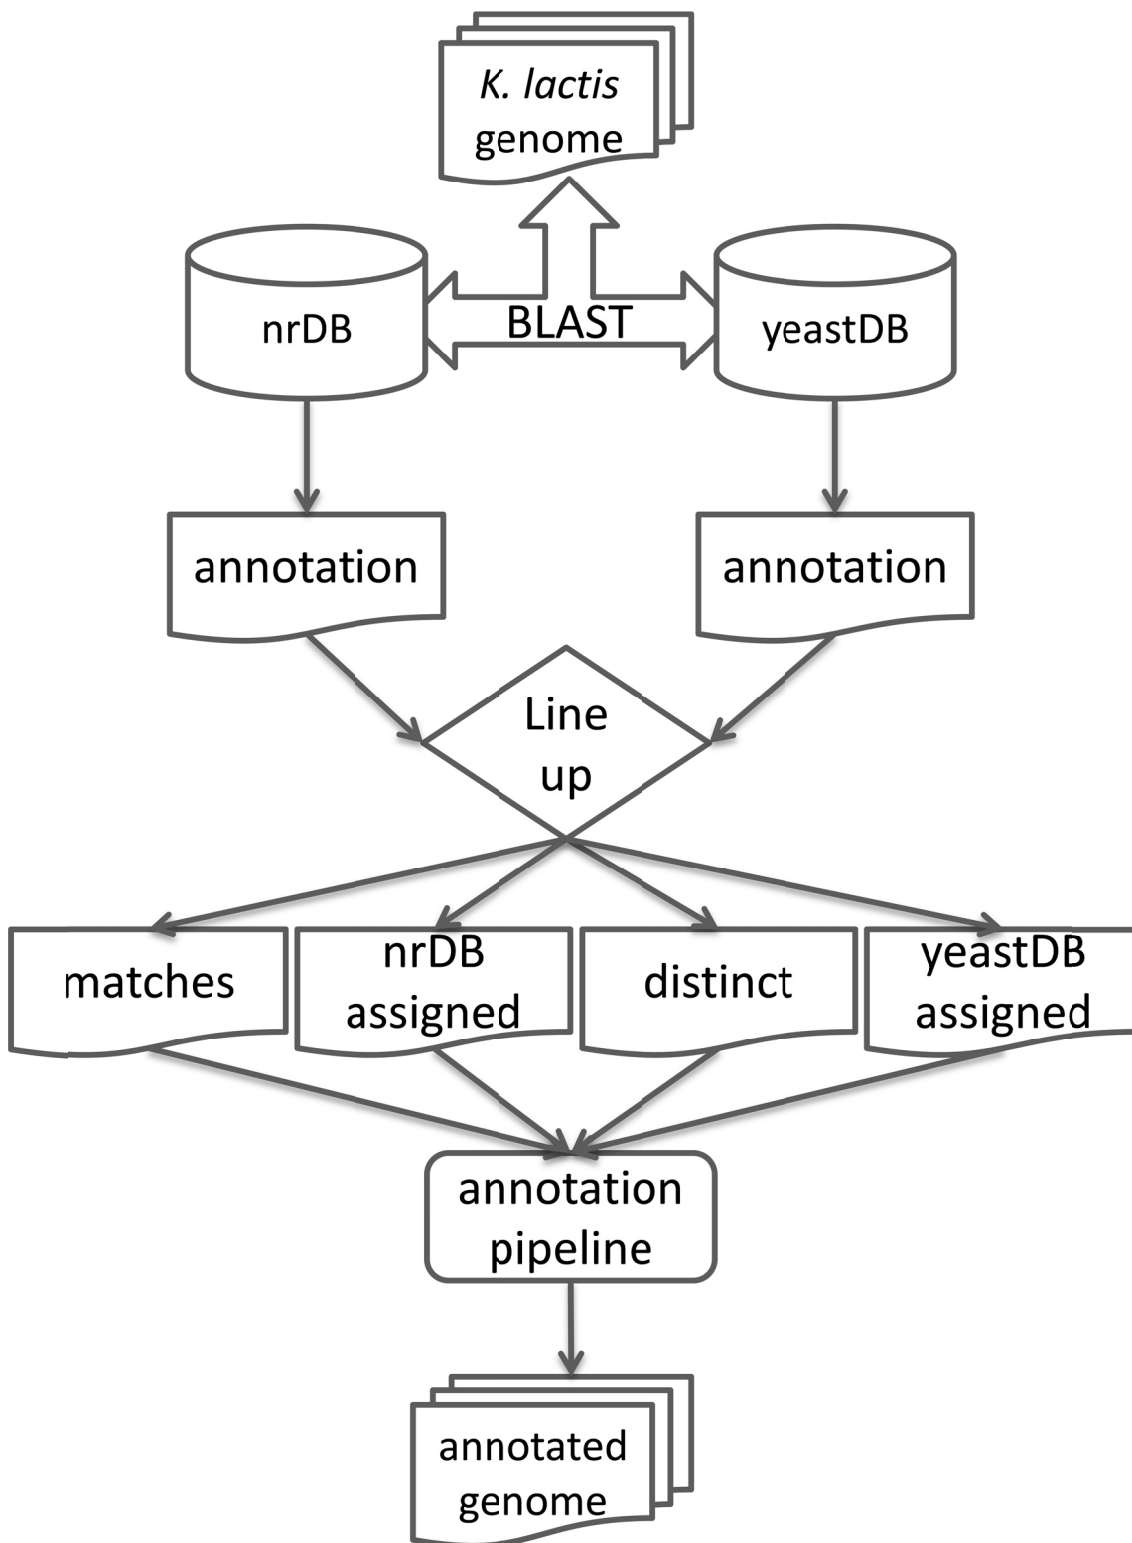 K. lactis
genome
nrDB
BLAST
yeastDB
annotation
annotation
Line
up
matches
nrDB
assigned
distinct
yeastDB
assigned
annotation
pipeline
annotated
genome